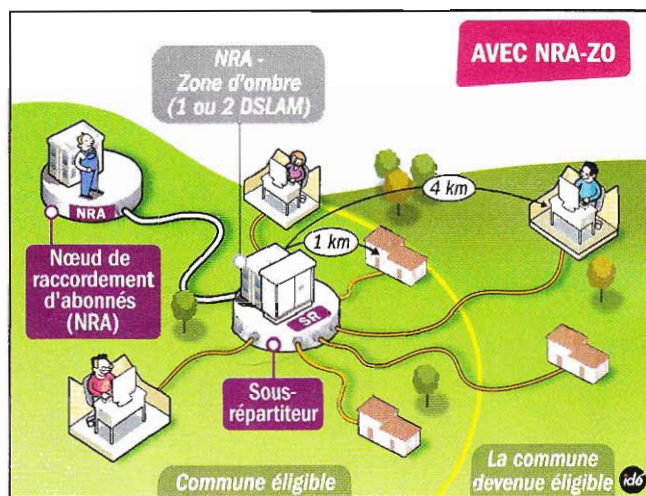 AVEC NRA-ZO
NRA -
Zone d'ombre
(1 ou 2 DSLAM)
NRA
4 km
1 km
Nœud de
raccordement
d'abonnés
(NRA)
SR
Sous-
répartiteur
Commune éligible
La commune
devenue éligible
idé